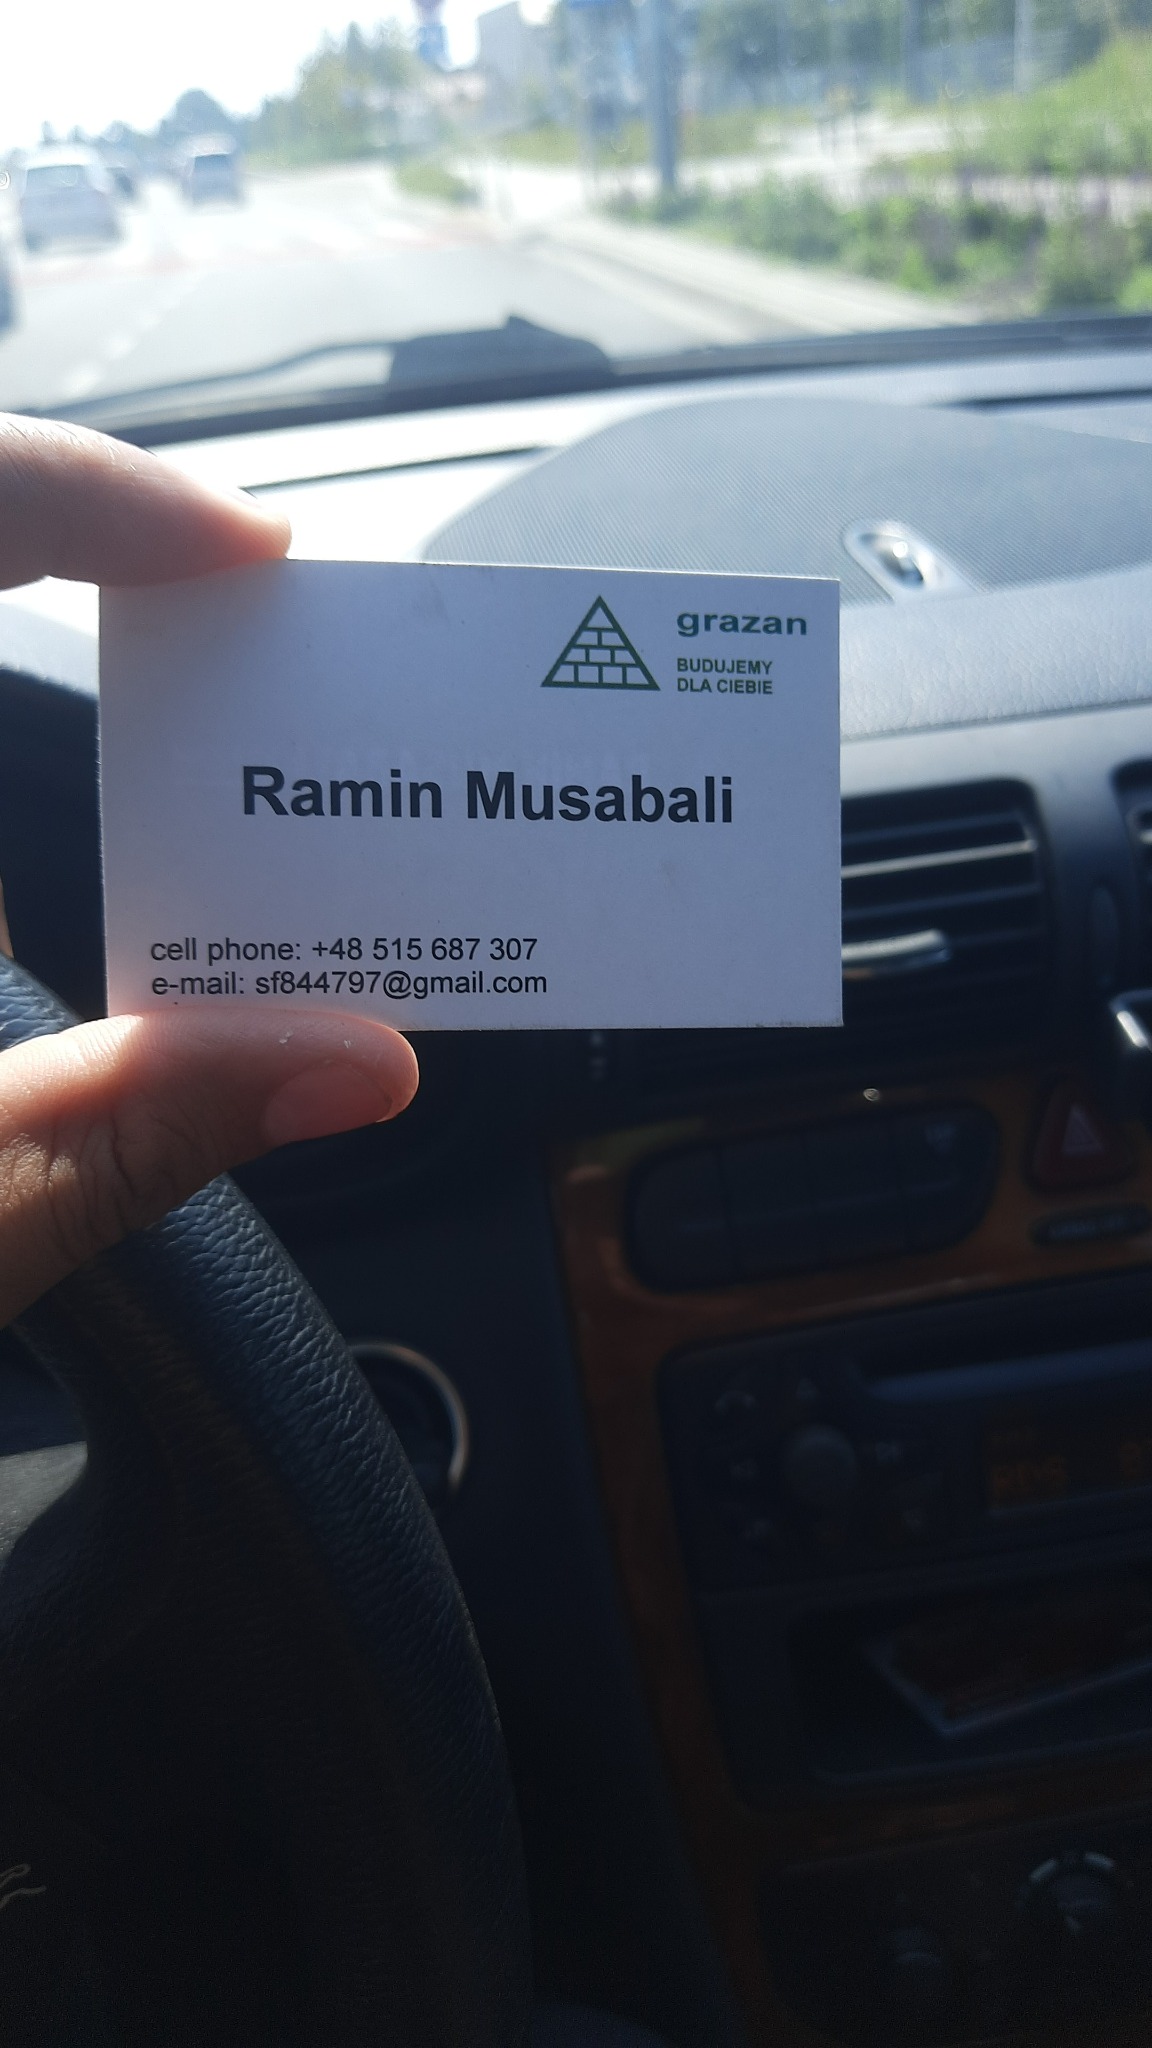 grazan
BUDUJEMY
DLA CIEBIE
Ramin Musabali
cell phone: +48 515 687 307
e-mail: sf844797@gmail.com